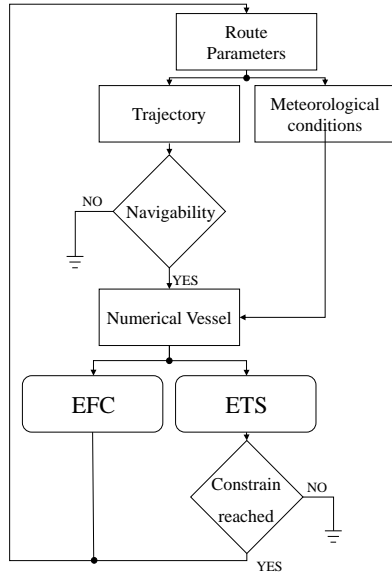 Route
Parameters
Trajectory
Meteorological
conditions
Navigability
NO
YES
Numerical Vessel
EFC
ETS
Constrain
reached
NO
YES